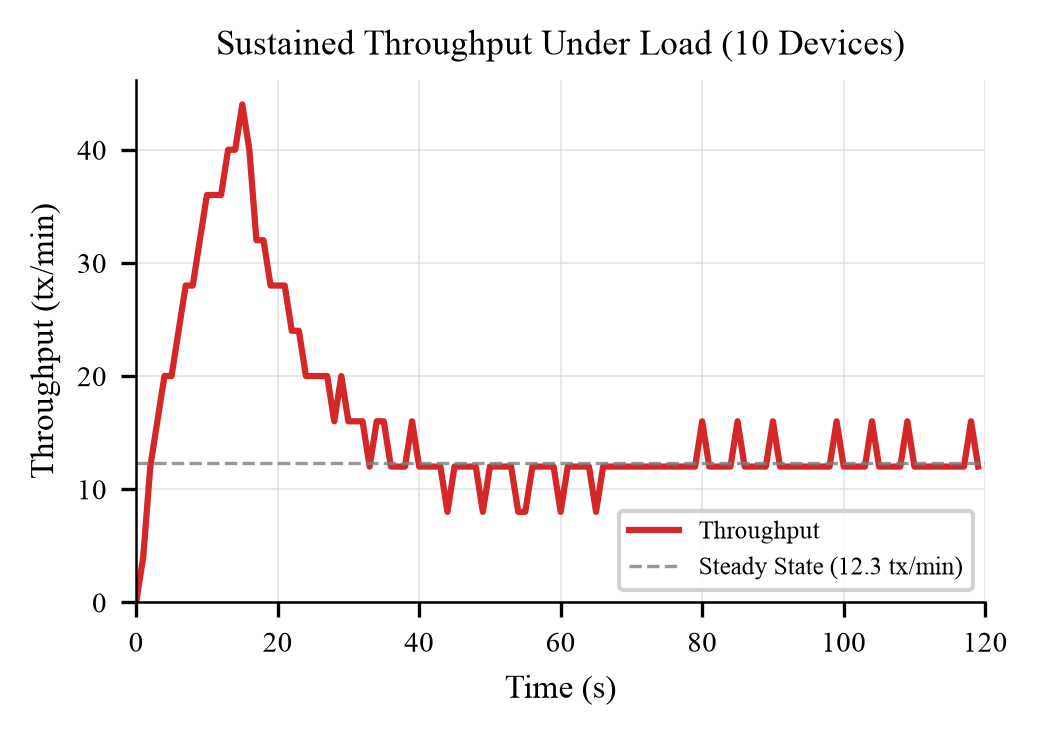 Sustained Throughput Under Load (10 Devices)
Throughput (tx/min)
40
30
20
10
0
0 20 40 60 80 100 120
Time (s)
Throughput
Steady State (12.3 tx/min)